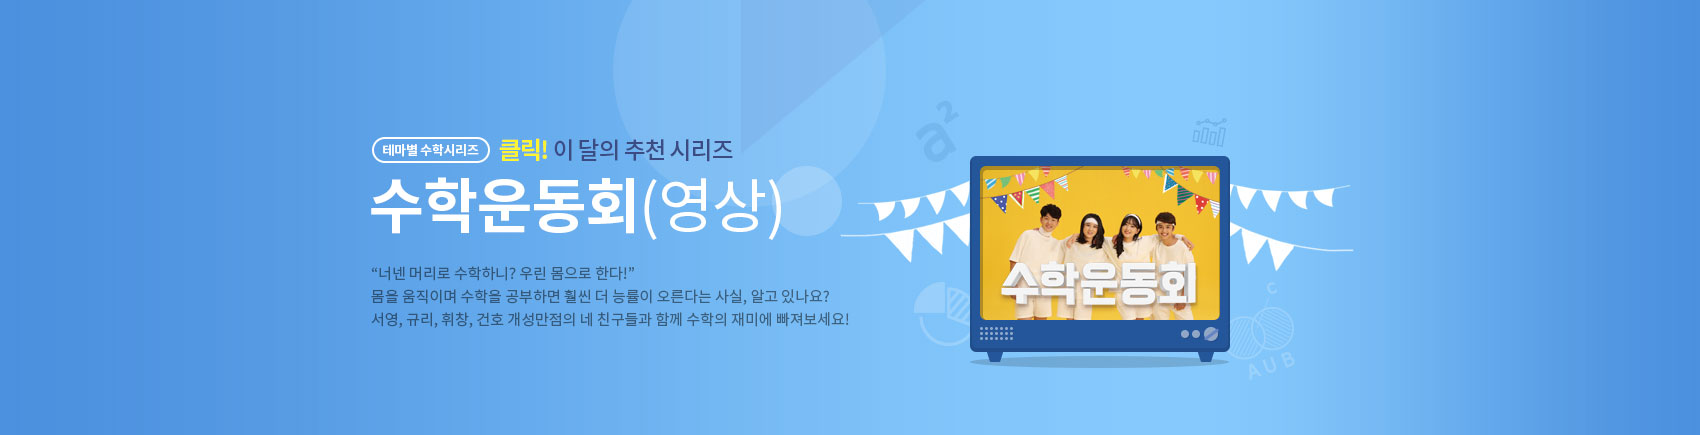 테마별 수학시리즈 클릭! 이 달의 추천 시리즈
수학운동회(영상)
“너넨 머리로 수학하니? 우린 몸으로 한다!”
몸을 움직이며 수학을 공부하면 훨씬 더 능률이 오른다는 사실, 알고 있나요?
서영, 규리, 휘창, 건호 개성만점의 네 친구들과 함께 수학의 재미에 빠져보세요!
a²
수학운동회
C
AUB